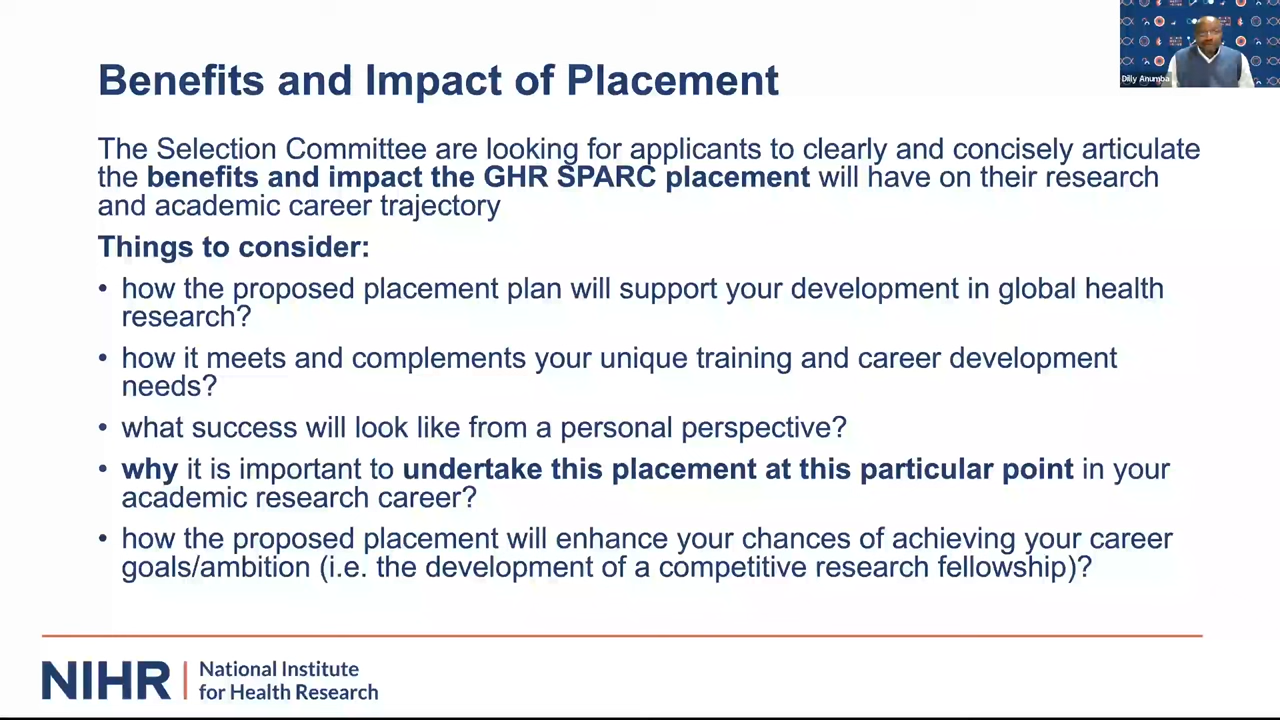 Dilly Anumba
Benefits and Impact of Placement
The Selection Committee are looking for applicants to clearly and concisely articulate
the benefits and impact the GHR SPARC placement will have on their research
and academic career trajectory
Things to consider:
• how the proposed placement plan will support your development in global health
research?
• how it meets and complements your unique training and career development
needs?
• what success will look like from a personal perspective?
• why it is important to undertake this placement at this particular point in your
academic research career?
• how the proposed placement will enhance your chances of achieving your career
goals/ambition (i.e. the development of a competitive research fellowship)?
NIHR | National Institute
for Health Research